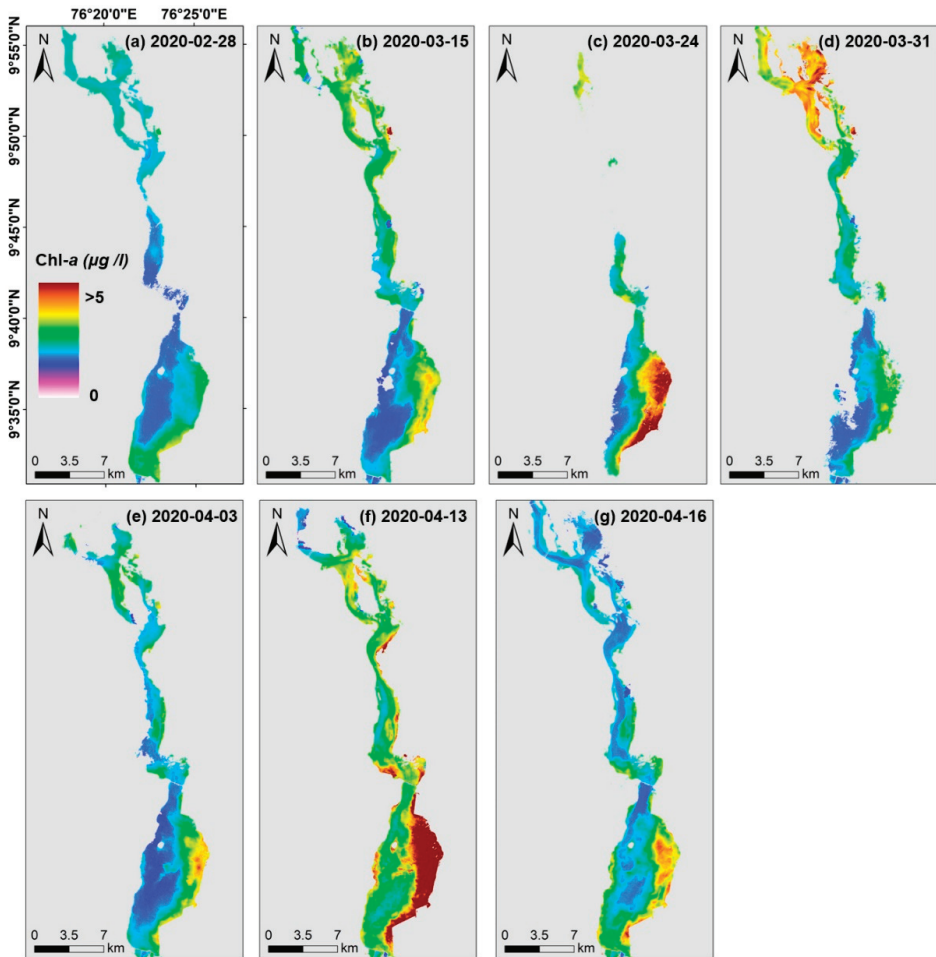 76°20'0"E 76°25'0"E
N (a) 2020-02-28
N (b) 2020-03-15
N (c) 2020-03-24
N (d) 2020-03-31
9°55'0"N
9°50'0"N
9°45'0"N
9°40'0"N
9°35'0"N
Chl-a (µg /l)
>5
0
0 3.5 7
km
0 3.5 7
km
0 3.5 7
km
0 3.5 7
km
N (e) 2020-04-03
N (f) 2020-04-13
N (g) 2020-04-16
0 3.5 7
km
0 3.5 7
km
0 3.5 7
km